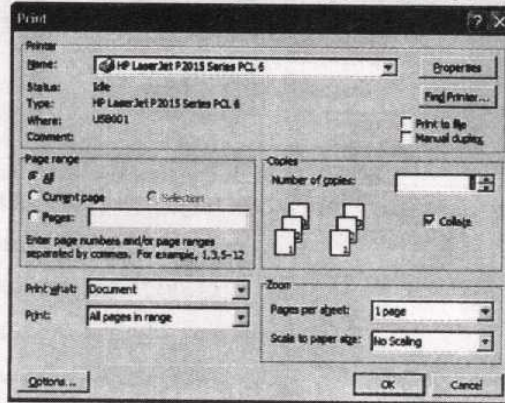 Print
Printer
Name: HP LaserJet P2015 Series PCL 6 Properties
Status: Idle Find Printer...
Type: HP LaserJet P2015 Series PCL 6
Where: USB001 Print to file
Comment: Manual duplex
Page range
All
Current page Selection
Pages:
Enter page numbers and/or page ranges
separated by commas. For example, 1,3,5-12
Copies
Number of copies: 1
Collate
Print what: Document
Print: All pages in range
Zoom
Pages per sheet: 1 page
Scale to paper size: No Scaling
Options... OK Cancel